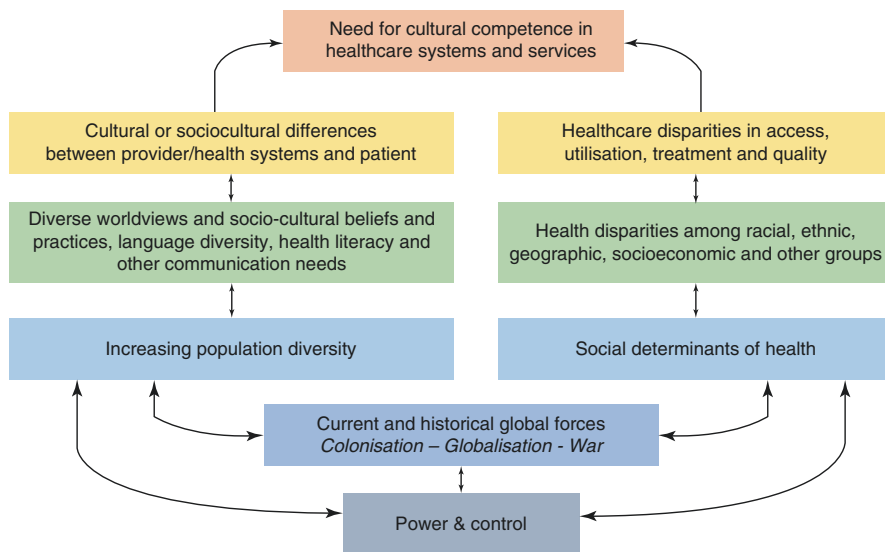 Need for cultural competence in
healthcare systems and services
Cultural or sociocultural differences
between provider/health systems and patient
Healthcare disparities in access,
utilisation, treatment and quality
Diverse worldviews and socio-cultural beliefs and
practices, language diversity, health literacy and
other communication needs
Health disparities among racial, ethnic,
geographic, socioeconomic and other groups
Increasing population diversity
Social determinants of health
Current and historical global forces
Colonisation – Globalisation - War
Power & control